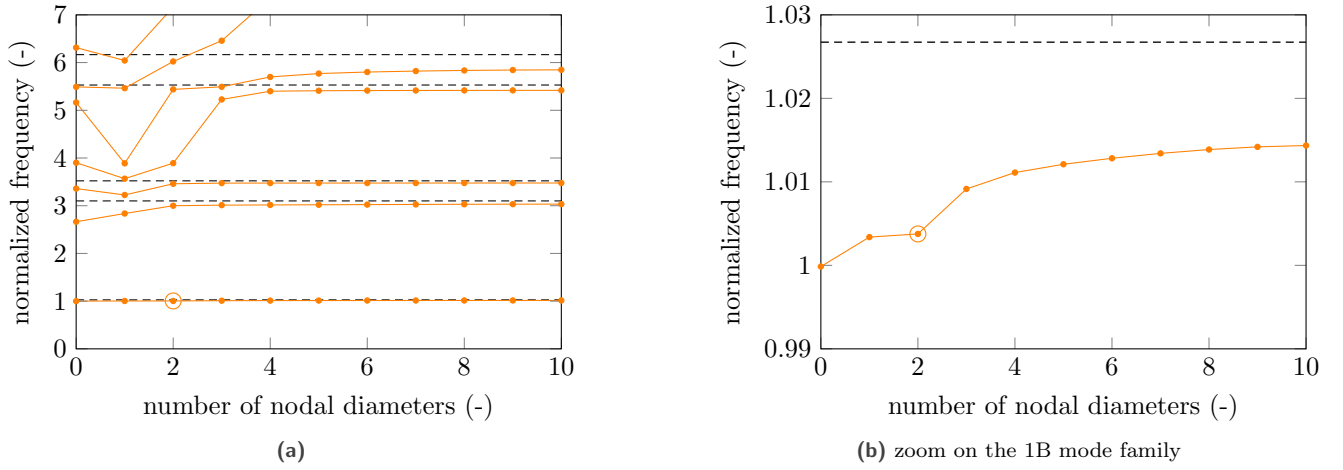 7
6
5
4
3
2
1
0
0 2 4 6 8 10
normalized frequency (-)
number of nodal diameters (-)
(a)
1.03
1.02
1.01
1
0.99
0 2 4 6 8 10
normalized frequency (-)
number of nodal diameters (-)
(b) zoom on the 1B mode family